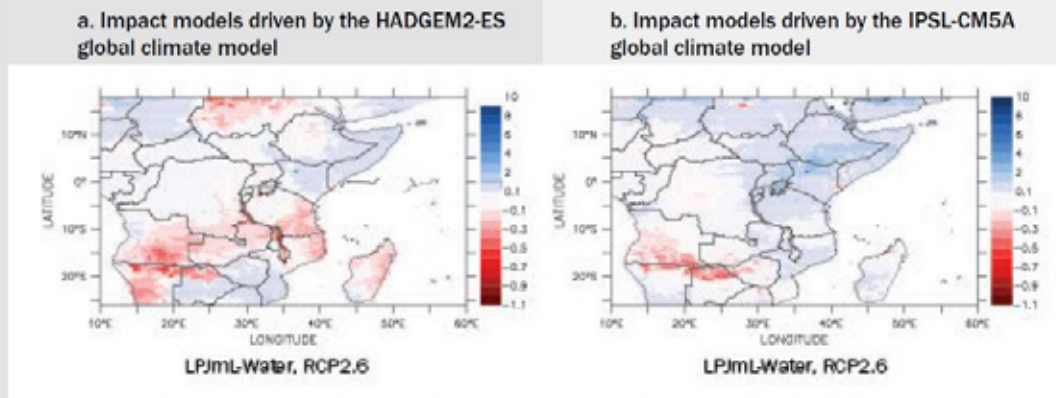 a. Impact models driven by the HADGEM2-ES
global climate model
b. Impact models driven by the IPSL-CM5A
global climate model
LATITUDE
10°N
0°
10°S
20°S
10°E 20°E 30°E 40°E 50°E 60°E
LONGITUDE
10
8
6
4
2
0.1
-0.1
-0.3
-0.5
-0.7
-0.9
-1.1
LPJmL-Water, RCP2.6
LATITUDE
10°N
0°
10°S
20°S
10°E 20°E 30°E 40°E 50°E 60°E
LONGITUDE
10
8
6
4
2
0.1
-0.1
-0.3
-0.5
-0.7
-0.9
-1.1
LPJmL-Water, RCP2.6